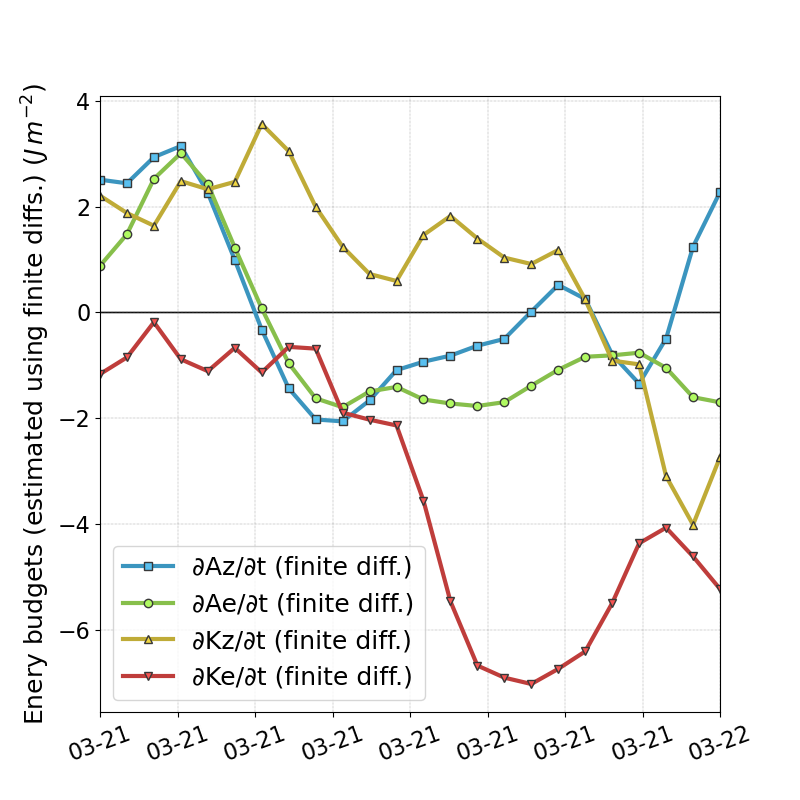 Enery budgets (estimated using finite diffs.) (J m⁻²)
4
2
0
−2
−4
−6
∂Az/∂t (finite diff.)
∂Ae/∂t (finite diff.)
∂Kz/∂t (finite diff.)
∂Ke/∂t (finite diff.)
03-21 03-21 03-21 03-21 03-21 03-21 03-21 03-21 03-22